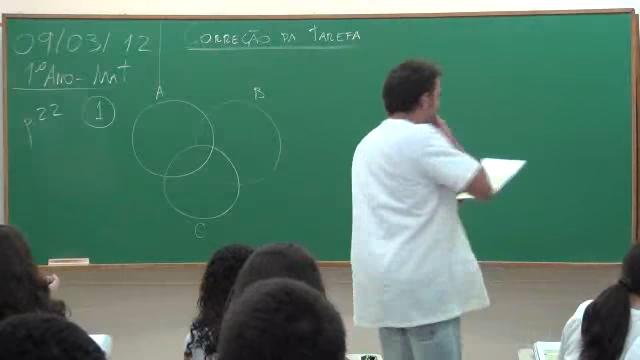 09/03/12
CORREÇÃO DA TAREFA
1º ANO - MAT
p 22
1
A
B
C